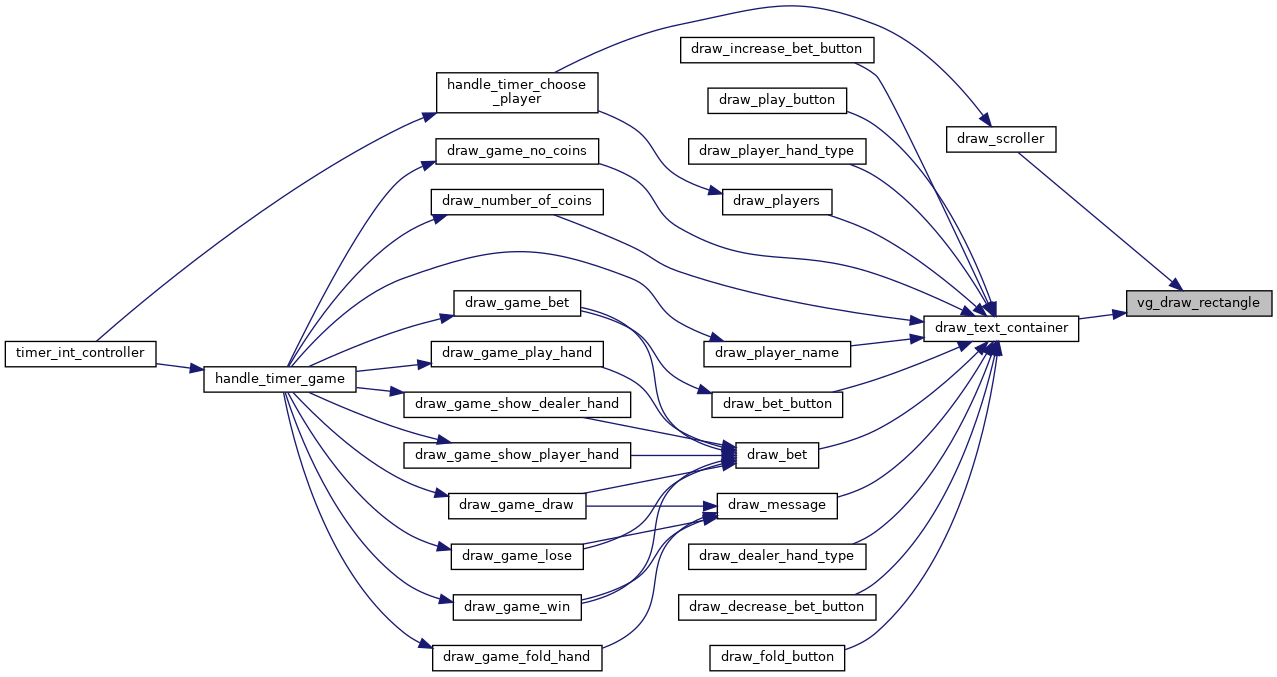 draw_increase_bet_button
handle_timer_choose
_player
draw_play_button
draw_scroller
draw_game_no_coins
draw_player_hand_type
draw_number_of_coins
draw_players
draw_game_bet
vg_draw_rectangle
draw_text_container
timer_int_controller
draw_game_play_hand
draw_player_name
handle_timer_game
draw_game_show_dealer_hand
draw_bet_button
draw_game_show_player_hand
draw_bet
draw_game_draw
draw_message
draw_game_lose
draw_dealer_hand_type
draw_game_win
draw_decrease_bet_button
draw_game_fold_hand
draw_fold_button